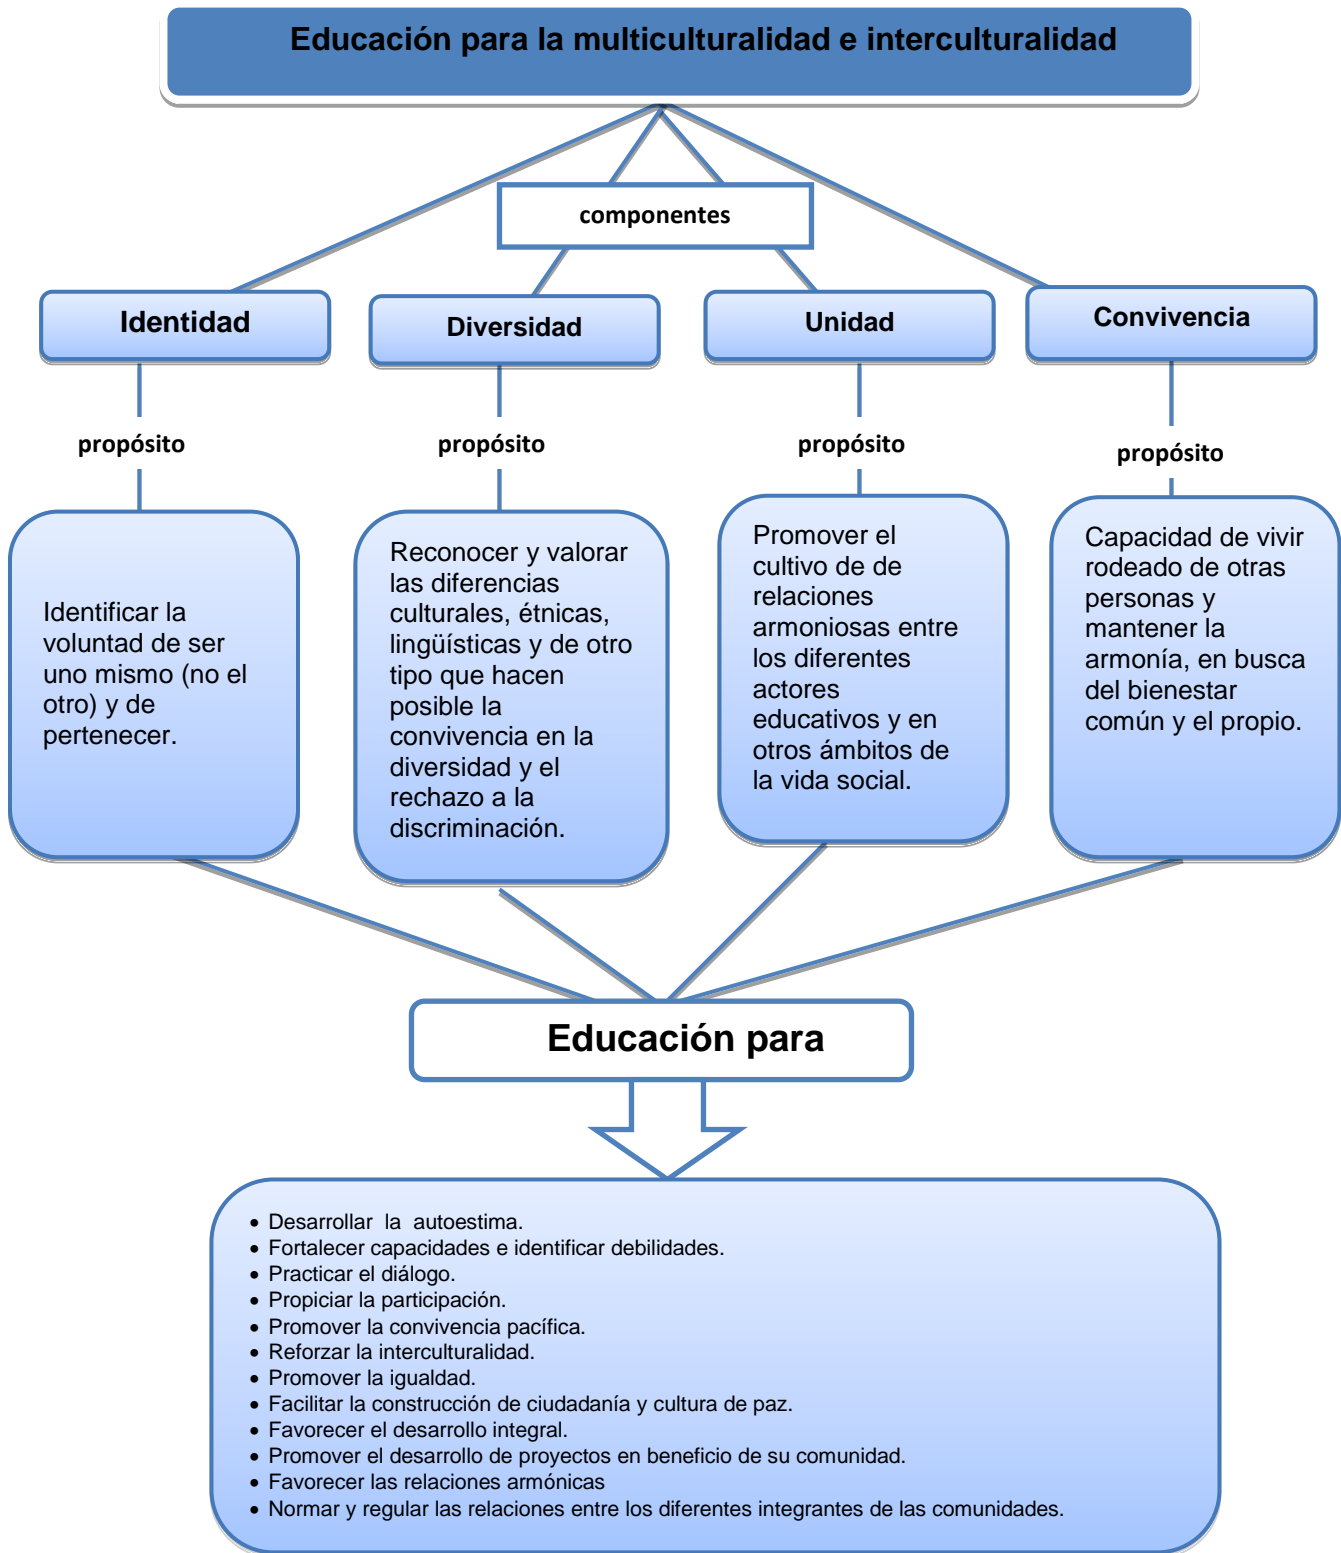 Educación para la multiculturalidad e interculturalidad
componentes
Identidad
Diversidad
Unidad
Convivencia
propósito
propósito
propósito
propósito
Identificar la
voluntad de ser
uno mismo (no el
otro) y de
pertenecer.
Reconocer y valorar
las diferencias
culturales, étnicas,
lingüísticas y de otro
tipo que hacen
posible la
convivencia en la
diversidad y el
rechazo a la
discriminación.
Promover el
cultivo de de
relaciones
armoniosas entre
los diferentes
actores
educativos y en
otros ámbitos de
la vida social.
Capacidad de vivir
rodeado de otras
personas y
mantener la
armonía, en busca
del bienestar
común y el propio.
Educación para
• Desarrollar la autoestima.
• Fortalecer capacidades e identificar debilidades.
• Practicar el diálogo.
• Propiciar la participación.
• Promover la convivencia pacífica.
• Reforzar la interculturalidad.
• Promover la igualdad.
• Facilitar la construcción de ciudadanía y cultura de paz.
• Favorecer el desarrollo integral.
• Promover el desarrollo de proyectos en beneficio de su comunidad.
• Favorecer las relaciones armónicas
• Normar y regular las relaciones entre los diferentes integrantes de las comunidades.